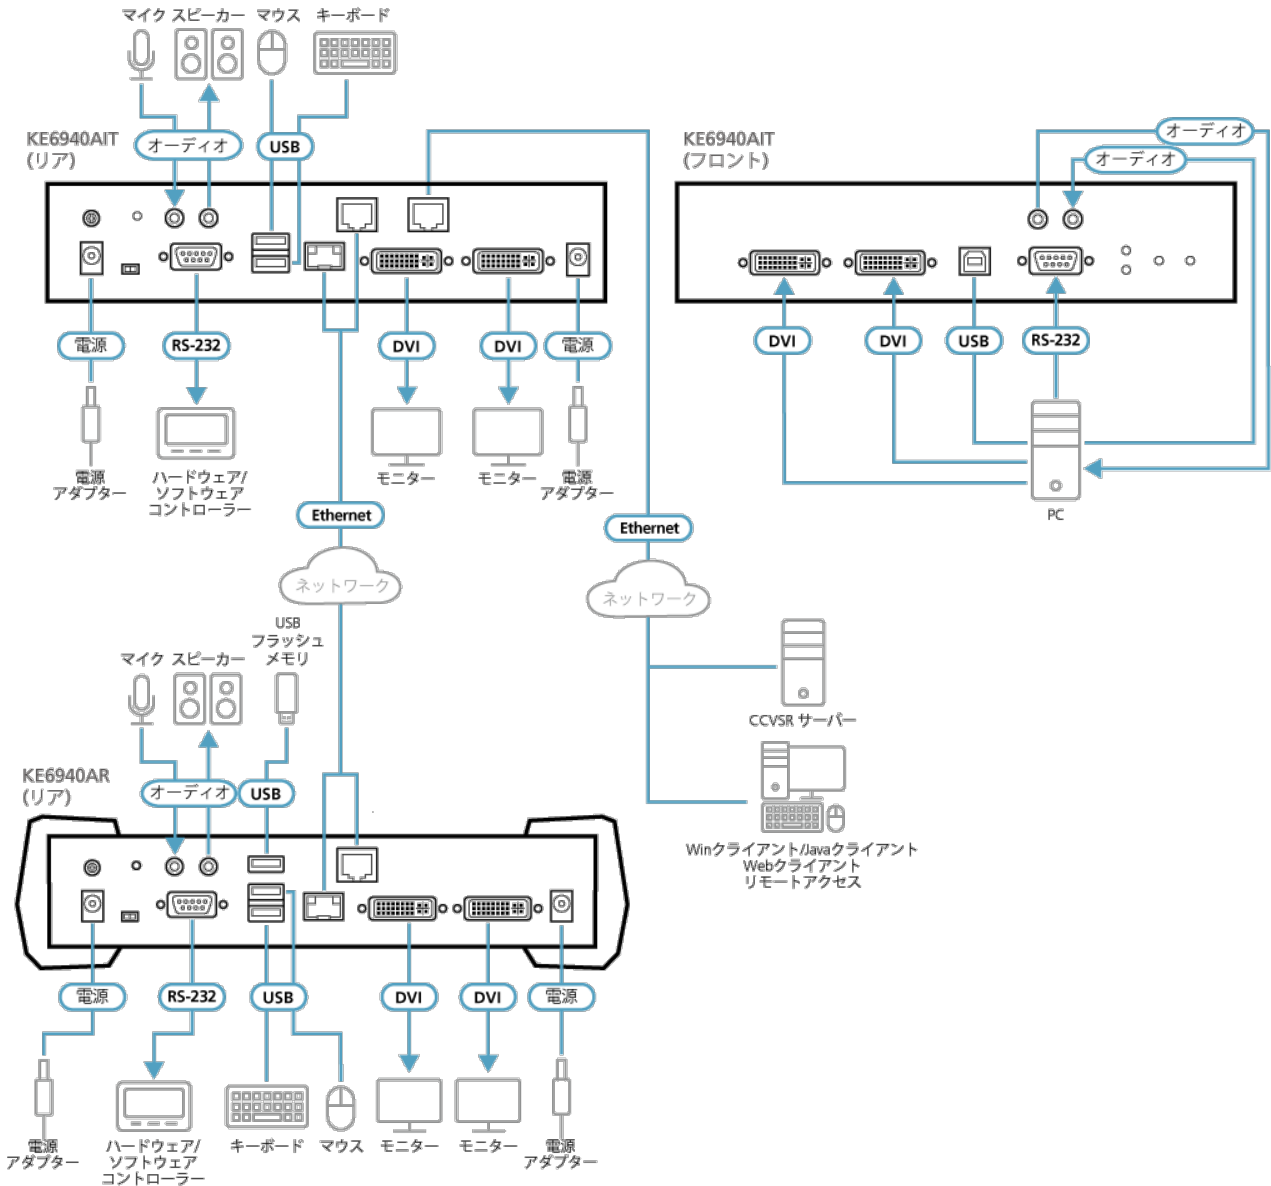 マイク スピーカー マウス キーボード
KE6940AIT
(リア)
オーディオ
USB
電源
RS-232
DVI
DVI
電源
電源
アダプター
ハードウェア/
ソフトウェア
コントローラー
モニター
モニター
電源
アダプター
KE6940AIT
(フロント)
オーディオ
オーディオ
DVI
DVI
USB
RS-232
PC
Ethernet
ネットワーク
Ethernet
ネットワーク
CCVSR サーバー
Winクライアント/Javaクライアント
Webクライアント
リモートアクセス
USB
フラッシュ
メモリ
マイク スピーカー
KE6940AR
(リア)
オーディオ
USB
電源
RS-232
USB
DVI
DVI
電源
電源
アダプター
ハードウェア/
ソフトウェア
コントローラー
キーボード
マウス
モニター
モニター
電源
アダプター